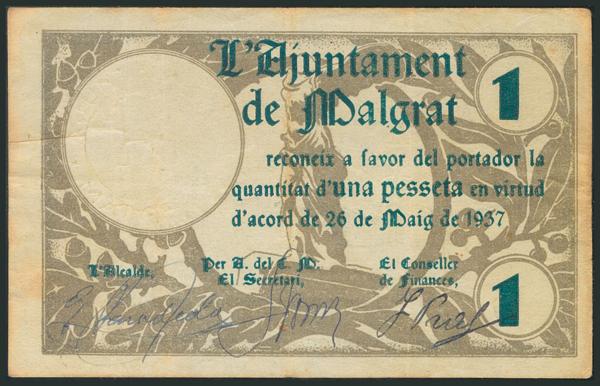 L'Ajuntament
de Malgrat
1
reconeix a favor del portador la
quantitat d'una pesseta en virtud
d'acord de 26 de Maig de 1937
L'Alcalde,
Per A. del C. M.
El Secretari,
El Conseller
de Finances,
1